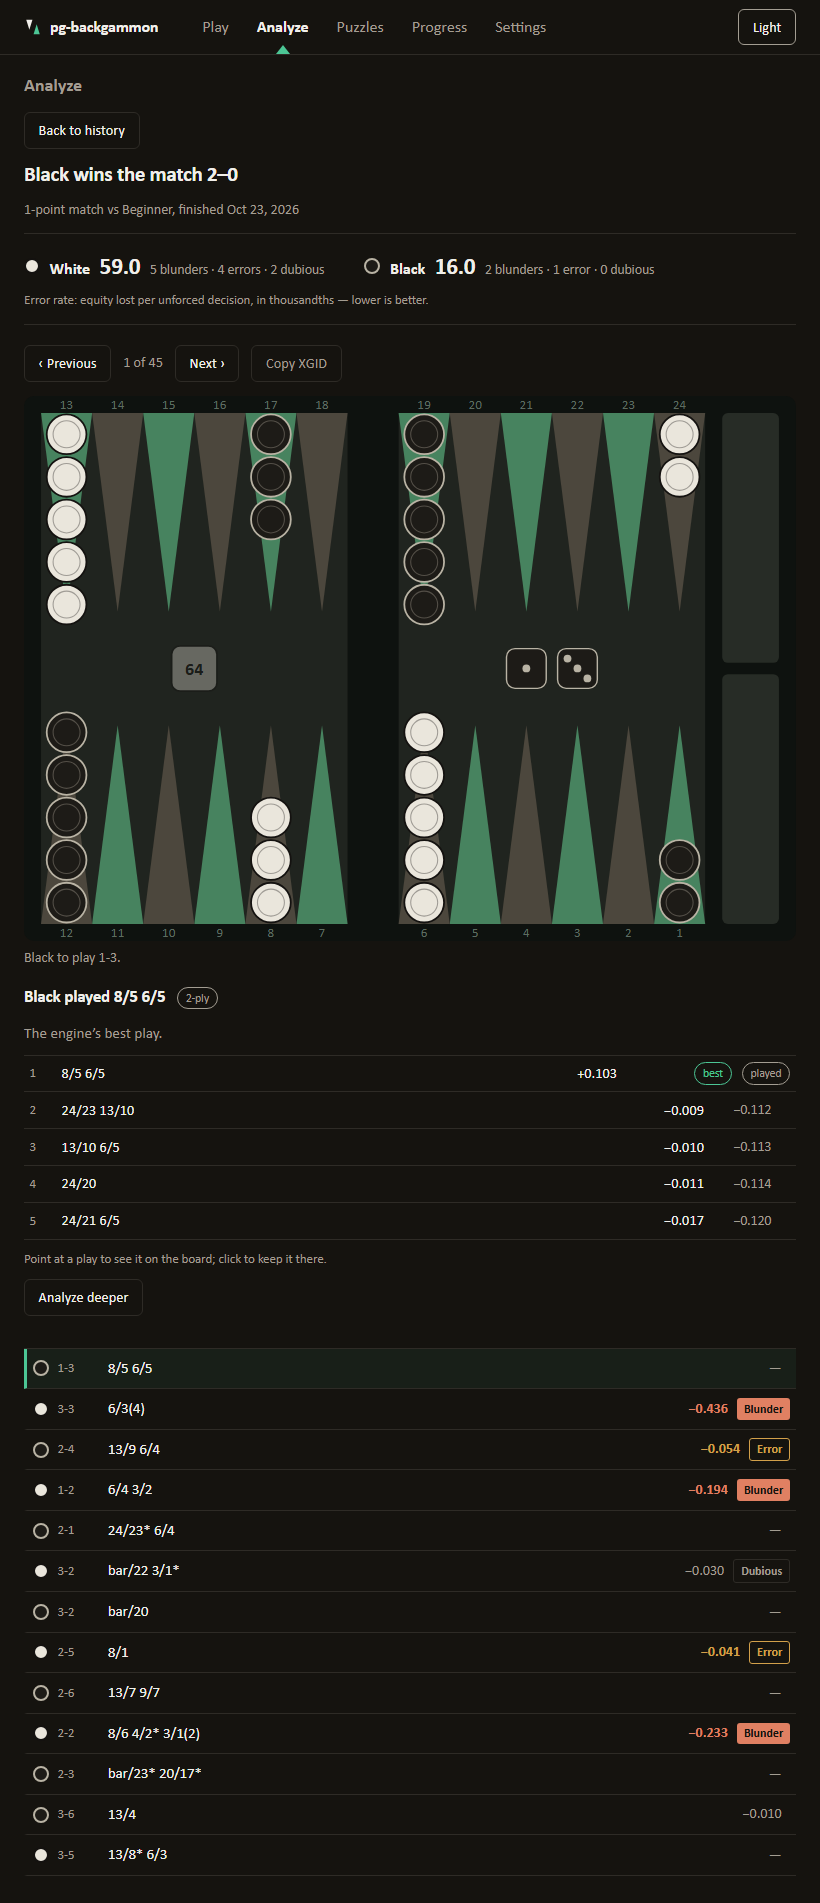 pg-backgammon Play Analyze Puzzles Progress Settings Light
Analyze
Back to history
Black wins the match 2–0
1-point match vs Beginner, finished Oct 23, 2026
White 59.0 5 blunders · 4 errors · 2 dubious Black 16.0 2 blunders · 1 error · 0 dubious
Error rate: equity lost per unforced decision, in thousandths — lower is better.
‹ Previous 1 of 45 Next › Copy XGID
13 14 15 16 17 18 19 20 21 22 23 24
64
12 11 10 9 8 7 6 5 4 3 2 1
Black to play 1-3.
Black played 8/5 6/5 2-ply
The engine’s best play.
1 8/5 6/5 +0.103 best played
2 24/23 13/10 −0.009 −0.112
3 13/10 6/5 −0.010 −0.113
4 24/20 −0.011 −0.114
5 24/21 6/5 −0.017 −0.120
Point at a play to see it on the board; click to keep it there.
Analyze deeper
1-3 8/5 6/5 —
3-3 6/3(4) −0.436 Blunder
2-4 13/9 6/4 −0.054 Error
1-2 6/4 3/2 −0.194 Blunder
2-1 24/23* 6/4 —
3-2 bar/22 3/1* −0.030 Dubious
3-2 bar/20 —
2-5 8/1 −0.041 Error
2-6 13/7 9/7 —
2-2 8/6 4/2* 3/1(2) −0.233 Blunder
2-3 bar/23* 20/17* —
3-6 13/4 −0.010
3-5 13/8* 6/3 —